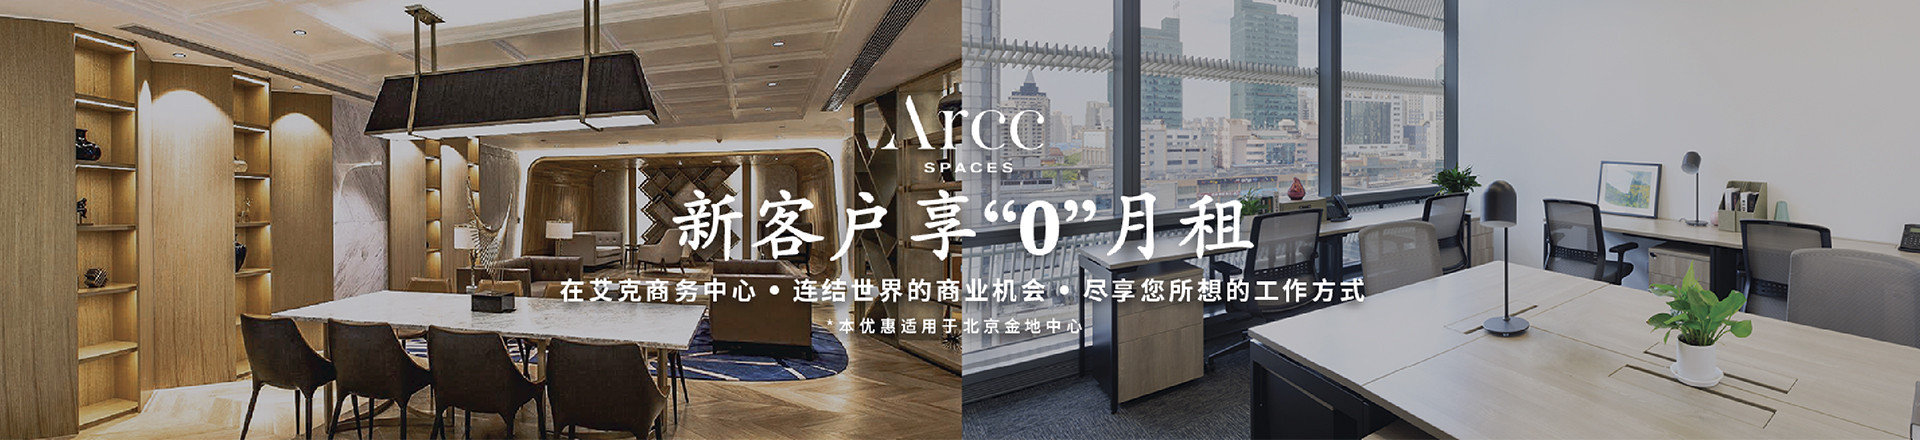 Arcc
SPACES
新客户享“0”月租
在艾克商务中心 • 连结世界的商业机会 • 尽享您所想的工作方式
*本优惠适用于北京金地中心